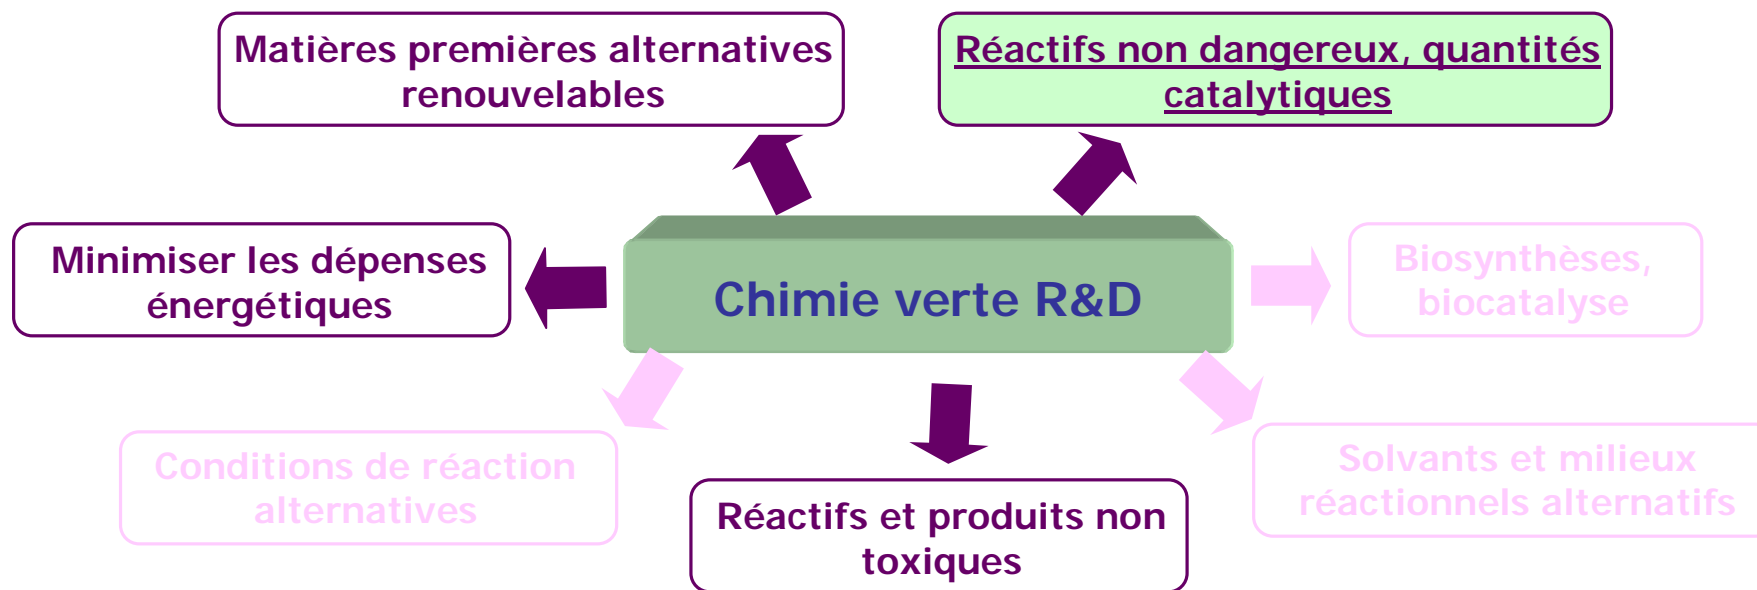 Matières premières alternatives
renouvelables
Réactifs non dangereux, quantités
catalytiques
Minimiser les dépenses
énergétiques
Chimie verte R&D
Biosynthèses,
biocatalyse
Conditions de réaction
alternatives
Réactifs et produits non
toxiques
Solvants et milieux
réactionnels alternatifs